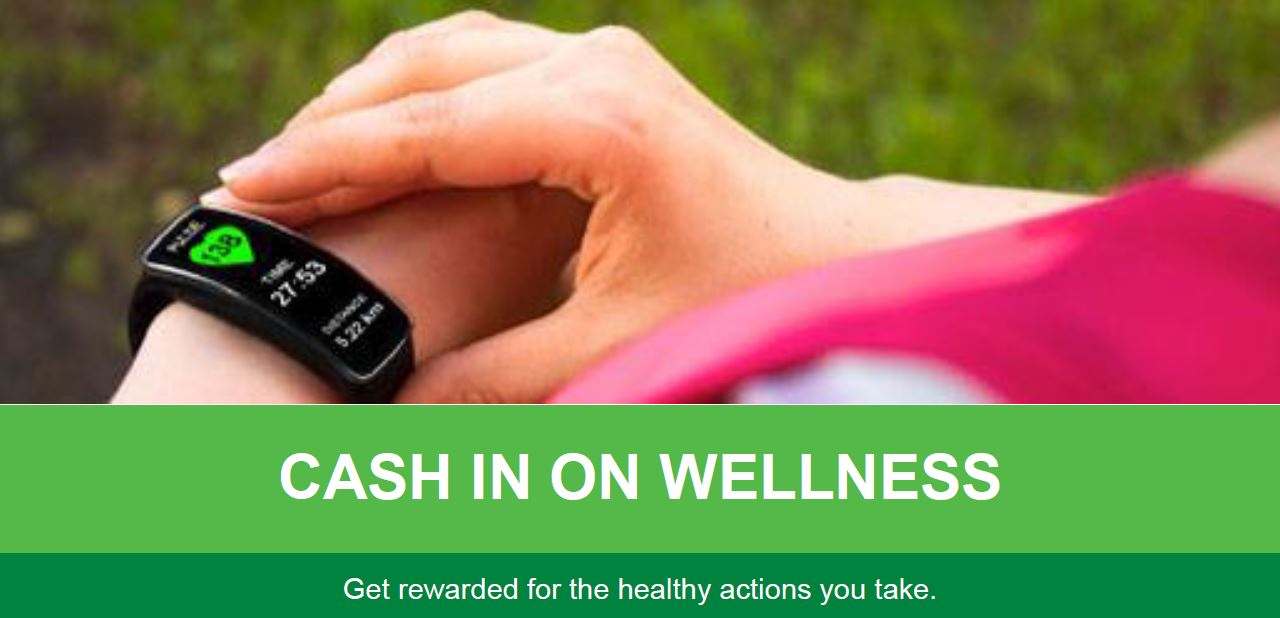 PULSE
138
TIME
27:53
DISTANCE
5.22 km
CASH IN ON WELLNESS
Get rewarded for the healthy actions you take.